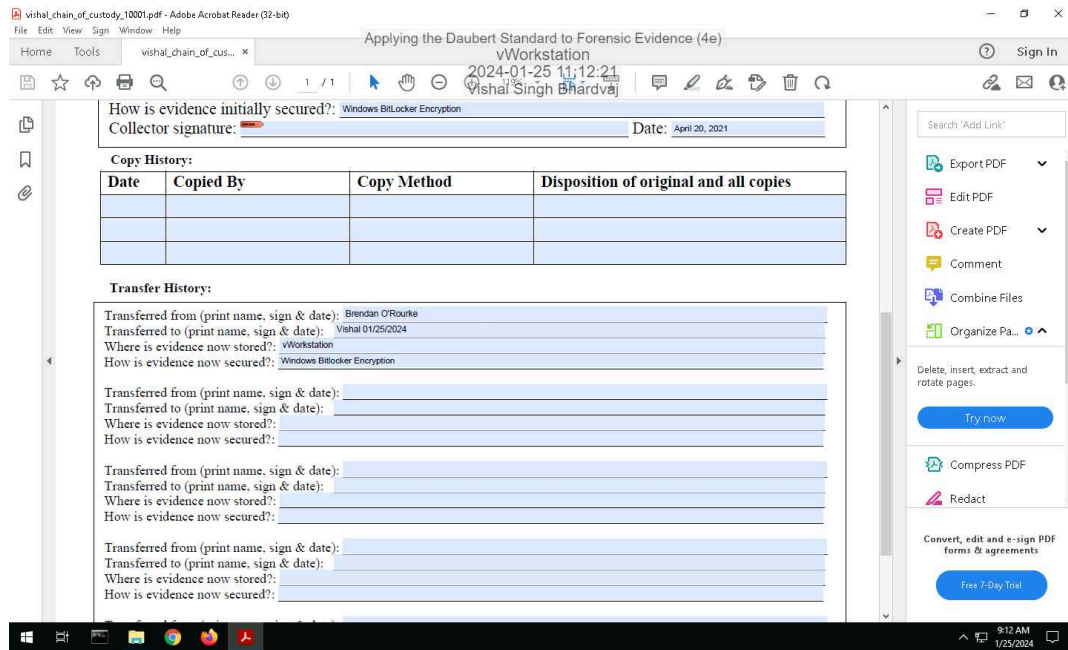 vishal_chain_of_custody_10001.pdf - Adobe Acrobat Reader (32-bit)
File Edit View Sign Window Help
Applying the Daubert Standard to Forensic Evidence (4e)
vWorkstation
2024-01-25 11:12:21
Vishal Singh Bhardvaj
Home Tools vishal_chain_of_cus... × Sign In
1 / 1
How is evidence initially secured?: Windows BitLocker Encryption
Collector signature: Date: April 20, 2021
Copy History:
Date Copied By Copy Method Disposition of original and all copies
Transfer History:
Transferred from (print name, sign & date): Brendan O'Rourke
Transferred to (print name, sign & date): Vishal 01/25/2024
Where is evidence now stored?: vWorkstation
How is evidence now secured?: Windows Bitlocker Encryption
Transferred from (print name, sign & date):
Transferred to (print name, sign & date):
Where is evidence now stored?:
How is evidence now secured?:
Transferred from (print name, sign & date):
Transferred to (print name, sign & date):
Where is evidence now stored?:
How is evidence now secured?:
Transferred from (print name, sign & date):
Transferred to (print name, sign & date):
Where is evidence now stored?:
How is evidence now secured?:
Search 'Add Link'
Export PDF
Edit PDF
Create PDF
Comment
Combine Files
Organize Pa...
Delete, insert, extract and
rotate pages.
Try now
Compress PDF
Redact
Convert, edit and e-sign PDF
forms & agreements
Free 7-Day Trial
9:12 AM
1/25/2024